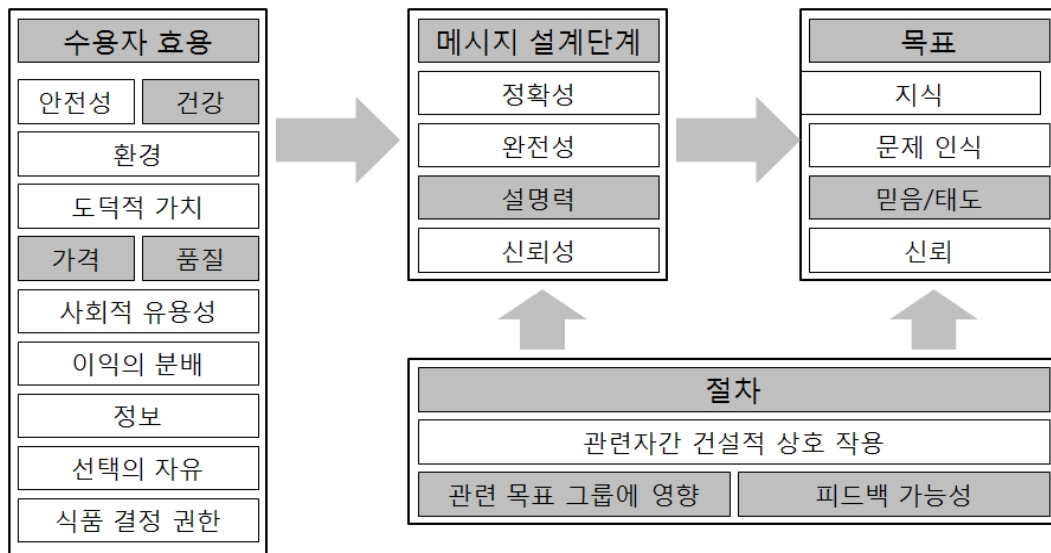 수용자 효용
안전성 건강
환경
도덕적 가치
가격 품질
사회적 유용성
이익의 분배
정보
선택의 자유
식품 결정 권한
메시지 설계단계
정확성
완전성
설명력
신뢰성
목표
지식
문제 인식
믿음/태도
신뢰
절차
관련자간 건설적 상호 작용
관련 목표 그룹에 영향 피드백 가능성